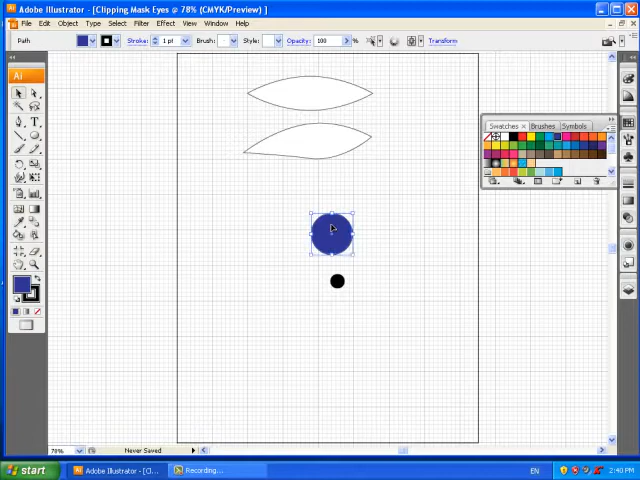 Adobe Illustrator - [Clipping Mask Eyes @ 78% (CMYK/Preview) ]
File Edit Object Type Select Filter Effect View Window Help
Path Stroke: 1 pt Brush: Style: Opacity: 100 % Transform
Ai
Swatches × Brushes Symbols
T
78% Never Saved
start Adobe Illustrator - [Cl... Recording... EN 2:40 PM